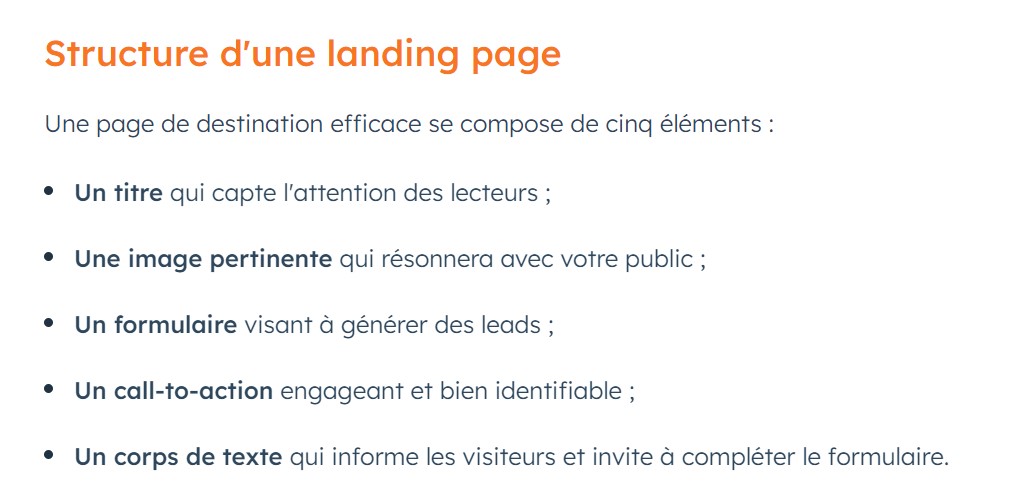 Structure d'une landing page
Une page de destination efficace se compose de cinq éléments :
• Un titre qui capte l'attention des lecteurs ;
• Une image pertinente qui résonnera avec votre public ;
• Un formulaire visant à générer des leads ;
• Un call-to-action engageant et bien identifiable ;
• Un corps de texte qui informe les visiteurs et invite à compléter le formulaire.